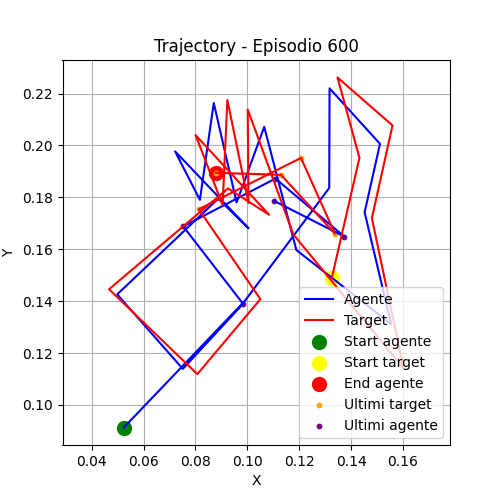 Trajectory - Episodio 600
Y
0.22
0.20
0.18
0.16
0.14
0.12
0.10
0.04
0.06
0.08
0.10
0.12
0.14
0.16
X
Agente
Target
Start agente
Start target
End agente
Ultimi target
Ultimi agente